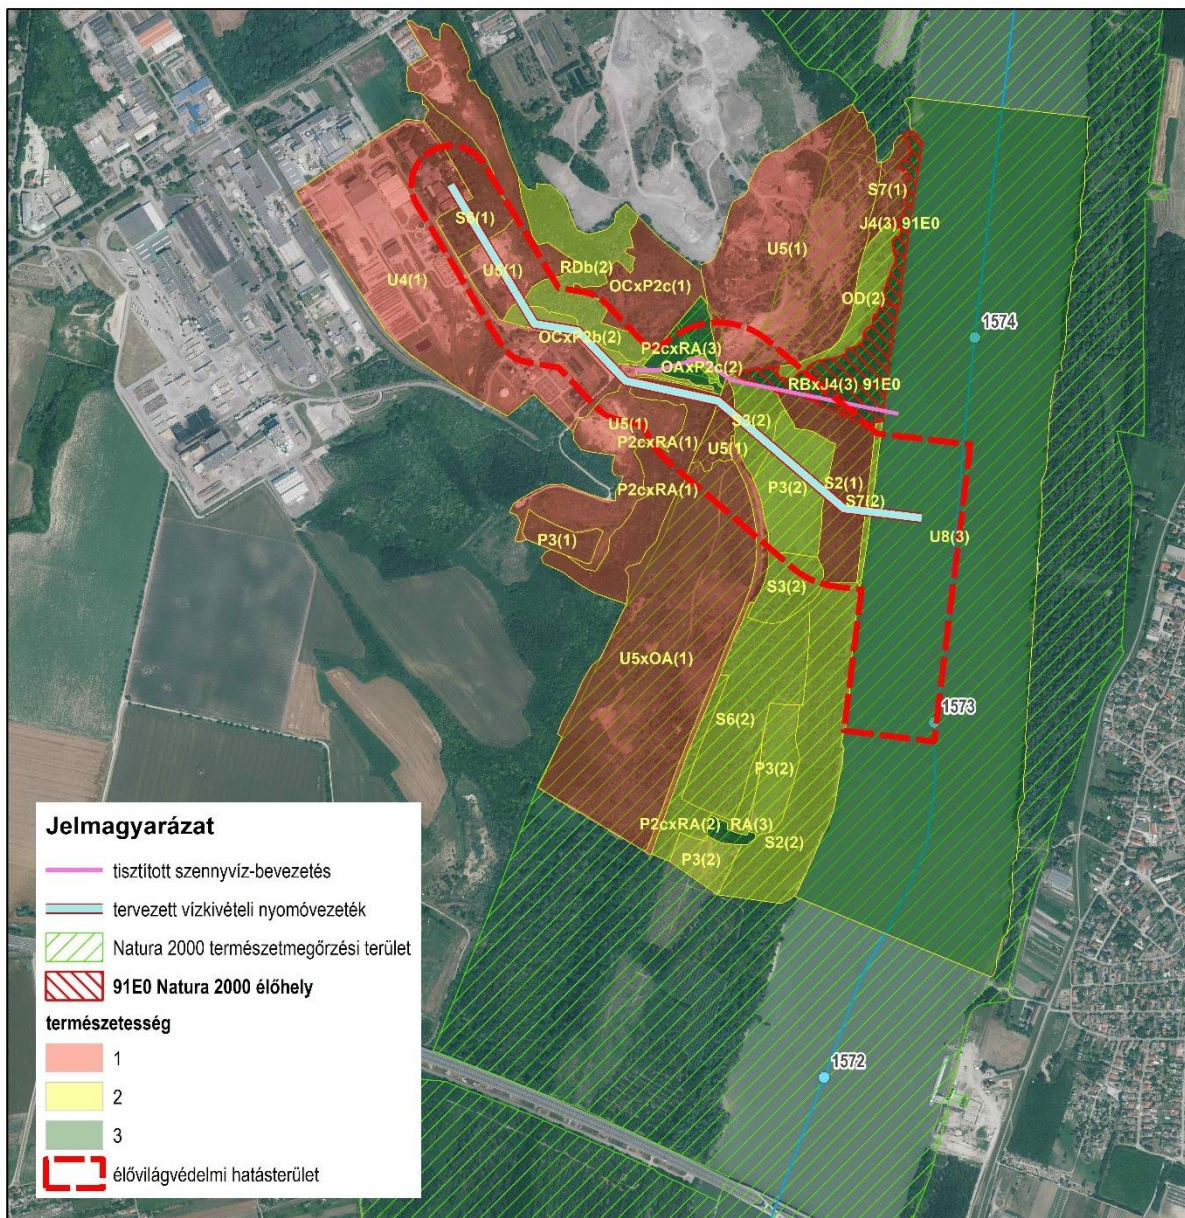 S7(1)
J4(3) 91E0
S6(1)
U5(1)
U5(1)
RDb(2)
U4(1)
OCxP2c(1)
OD(2)
1574
OCxP2b(2)
P2cxRA(3)
OAxP2c(2)
RBxJ4(3) 91E0
U5(1)
S3(2)
P2cxRA(1)
U5(1)
P3(2)
S2(1)
P2cxRA(1)
S7(2)
P3(1)
U8(3)
S3(2)
U5xOA(1)
S6(2)
1573
P3(2)
P2cxRA(2)
RA(3)
S2(2)
P3(2)
1572
Jelmagyarázat
tisztított szennyvíz-bevezetés
tervezett vízkivételi nyomóvezeték
Natura 2000 természetmegőrzési terület
91E0 Natura 2000 élőhely
természetesség
1
2
3
élővilágvédelmi hatásterület